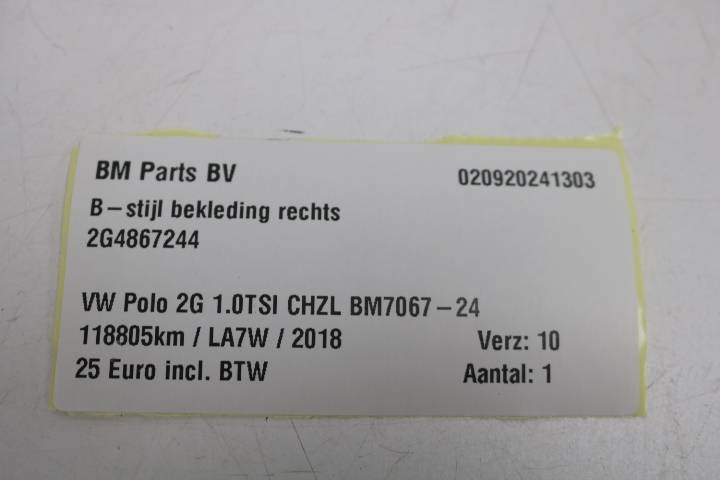 BM Parts BV 020920241303
B-stijl bekleding rechts
2G4867244
VW Polo 2G 1.0TSI CHZL BM7067-24
118805km / LA7W / 2018 Verz: 10
25 Euro incl. BTW Aantal: 1